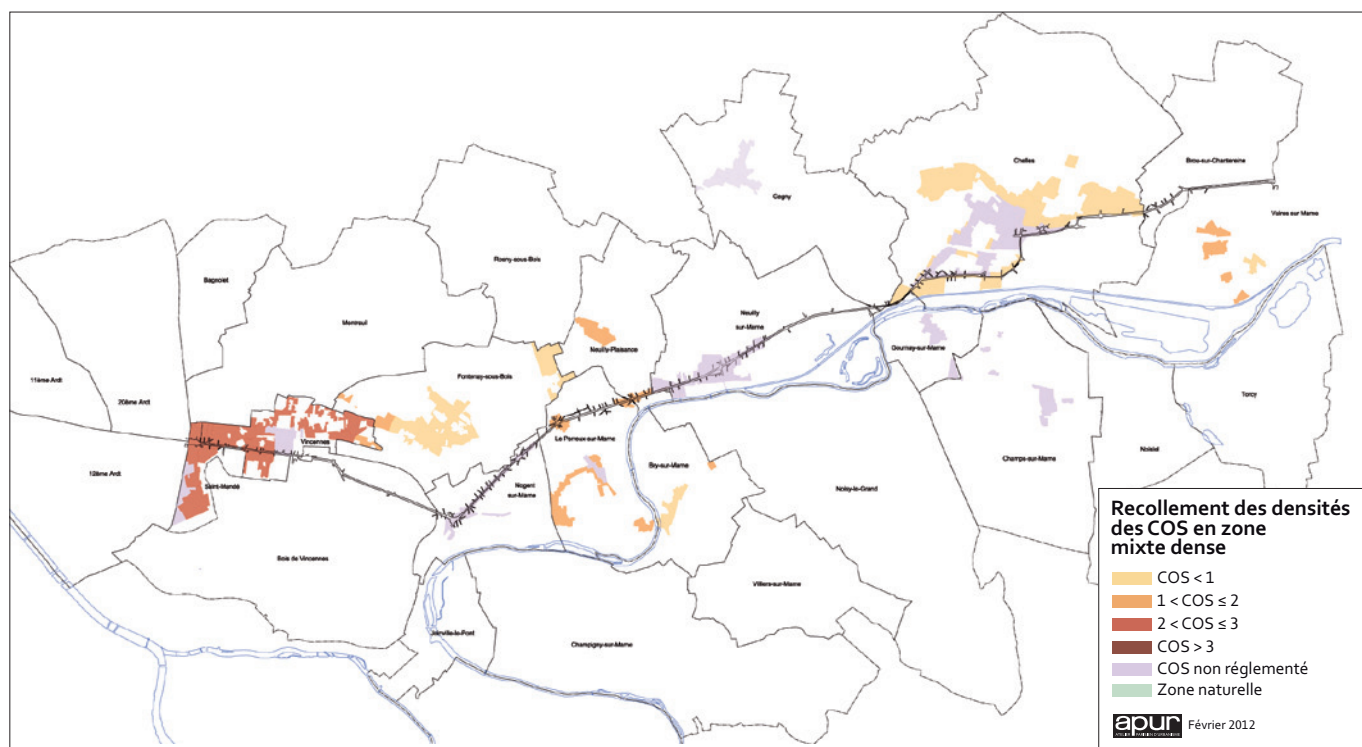 Chelles
Brou-sur-Chantereine
Gagny
Vaires sur Marne
Rosny-sous-Bois
Bagnolet
Montreuil
Neuilly
sur-Marne
Neuilly-Plaisance
Gournay-sur-Marne
11ème Ardt
20ème Ardt
Fontenay-sous-Bois
Torcy
Vincennes
Le Perreux-sur-Marne
Noisiel
12ème Ardt
Saint-Mandé
Bry-sur-Marne
Champs-sur-Marne
Nogent
sur-Marne
Noisy-le-Grand
Bois de Vincennes
Villiers-sur-Marne
Joinville-le-Pont
Champigny-sur-Marne
Recollement des densités
des COS en zone
mixte dense
COS < 1
1 < COS ≤ 2
2 < COS ≤ 3
COS > 3
COS non réglementé
Zone naturelle
apur
ATELIER PARISIEN D'URBANISME
Février 2012